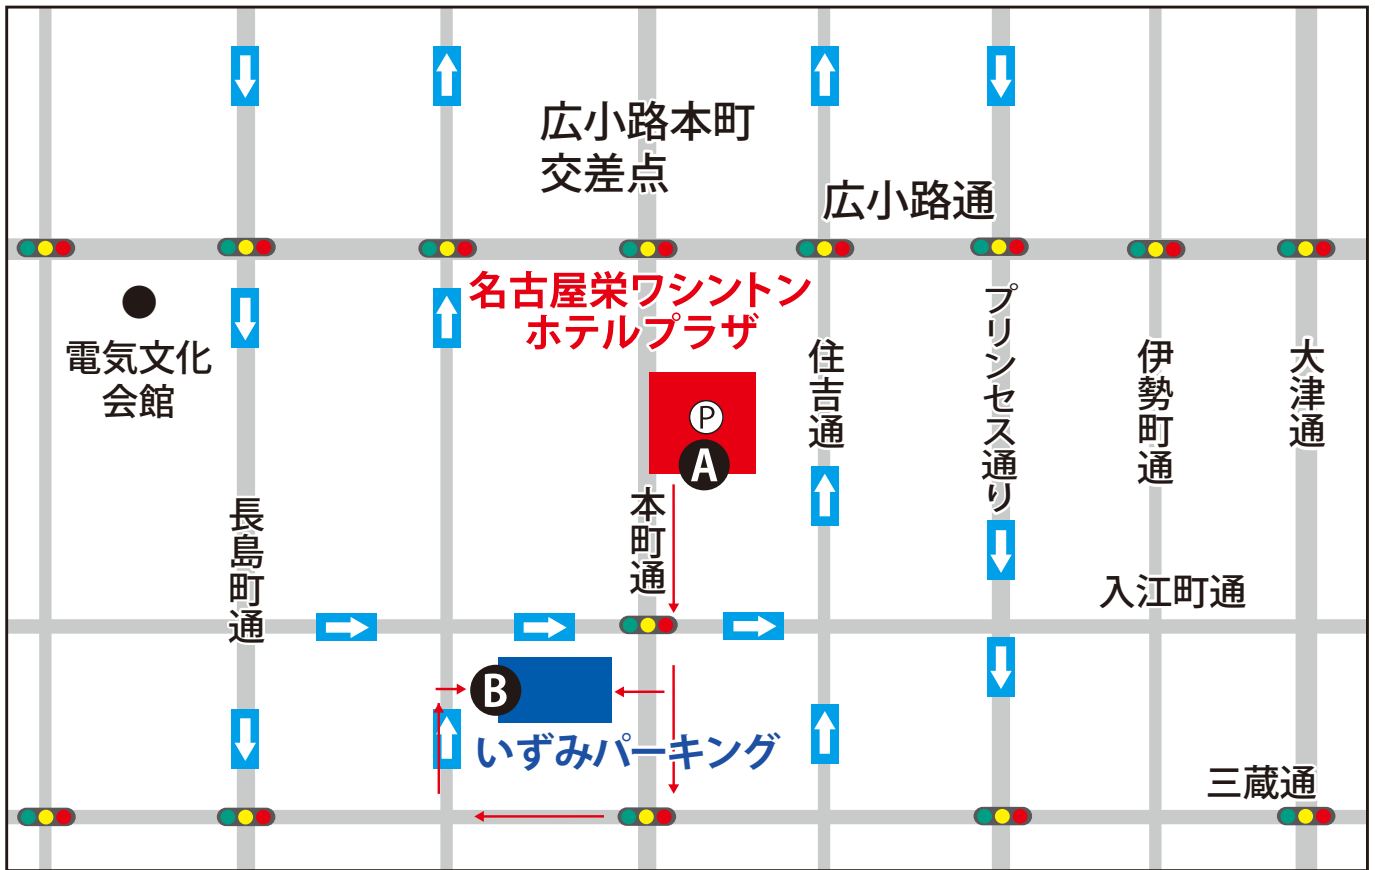 広小路本町
交差点
広小路通
名古屋栄ワシントン
ホテルプラザ
電気文化
会館
P
A
長島町通
本町通
住吉通
プリンセス通り
伊勢町通
大津通
入江町通
B
いずみパーキング
三蔵通